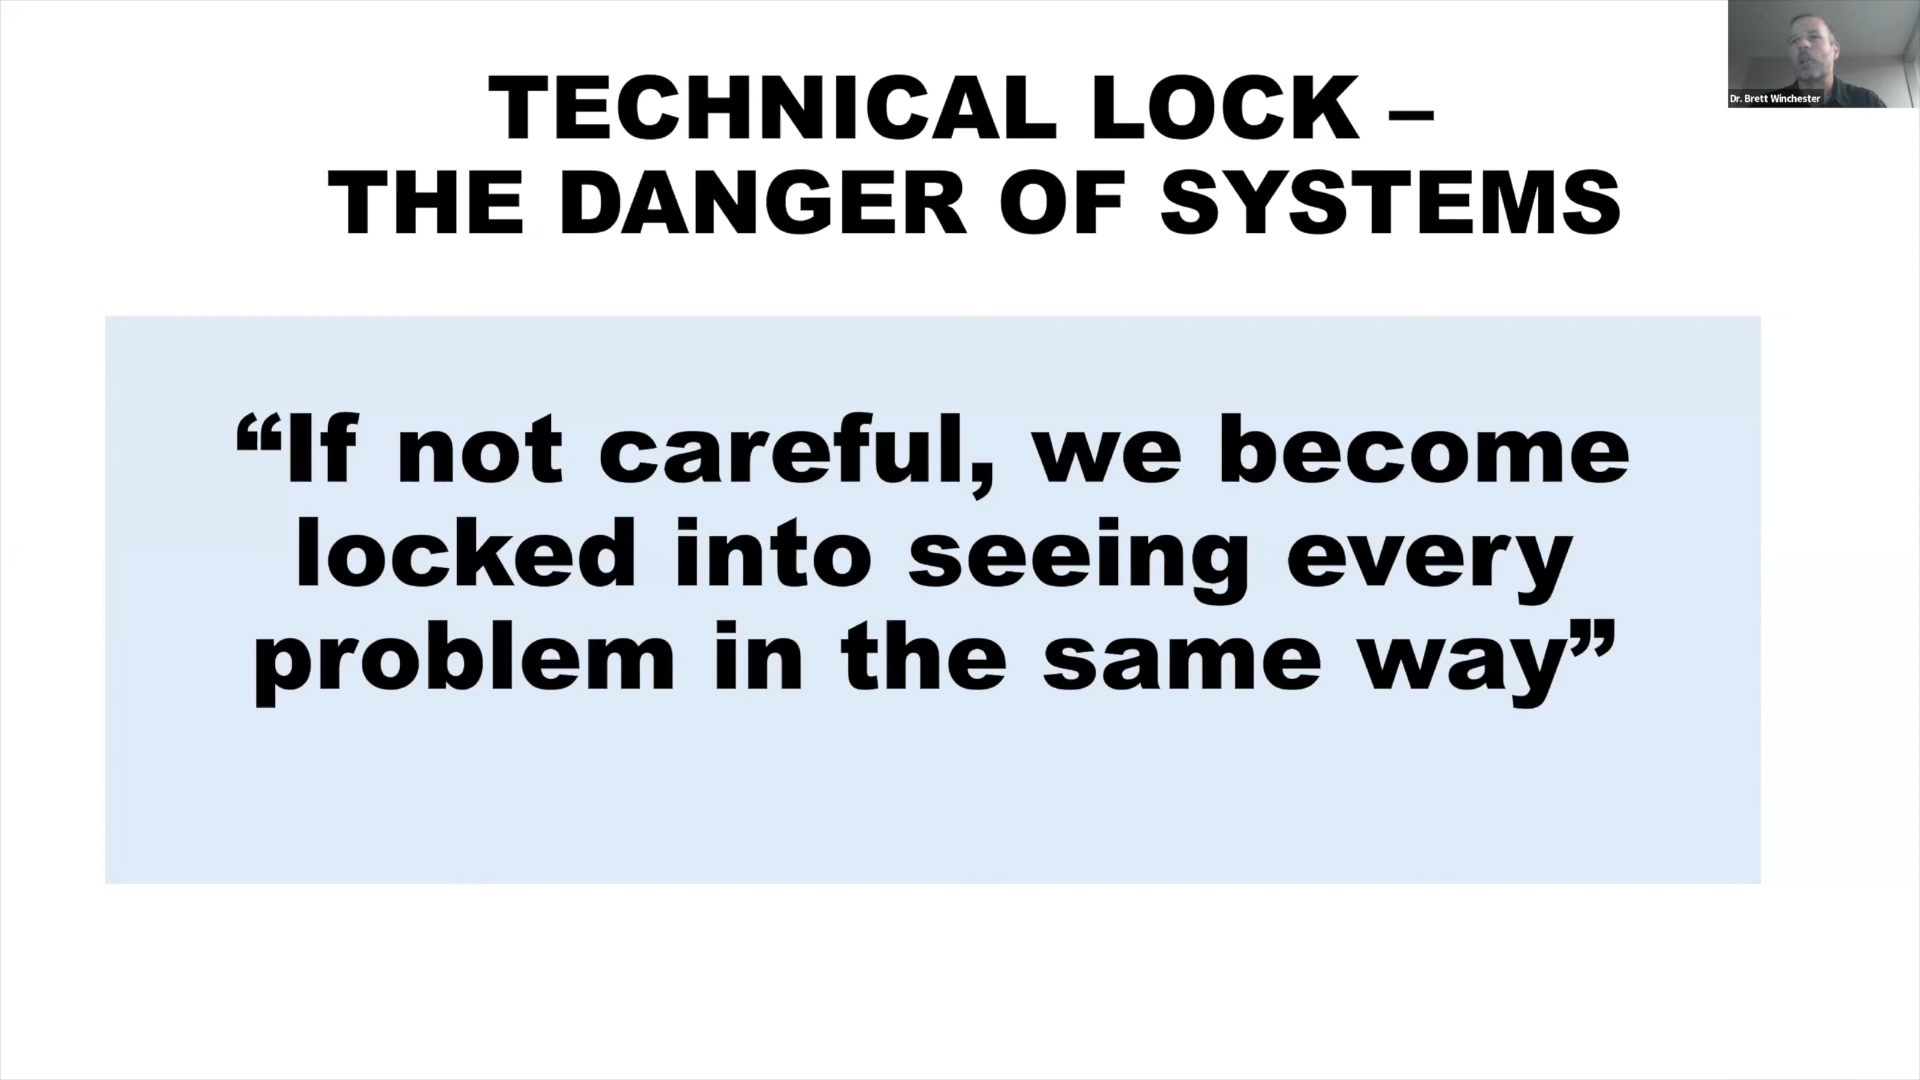 TECHNICAL LOCK –
THE DANGER OF SYSTEMS
“If not careful, we become
locked into seeing every
problem in the same way”
Dr. Brett Winchester